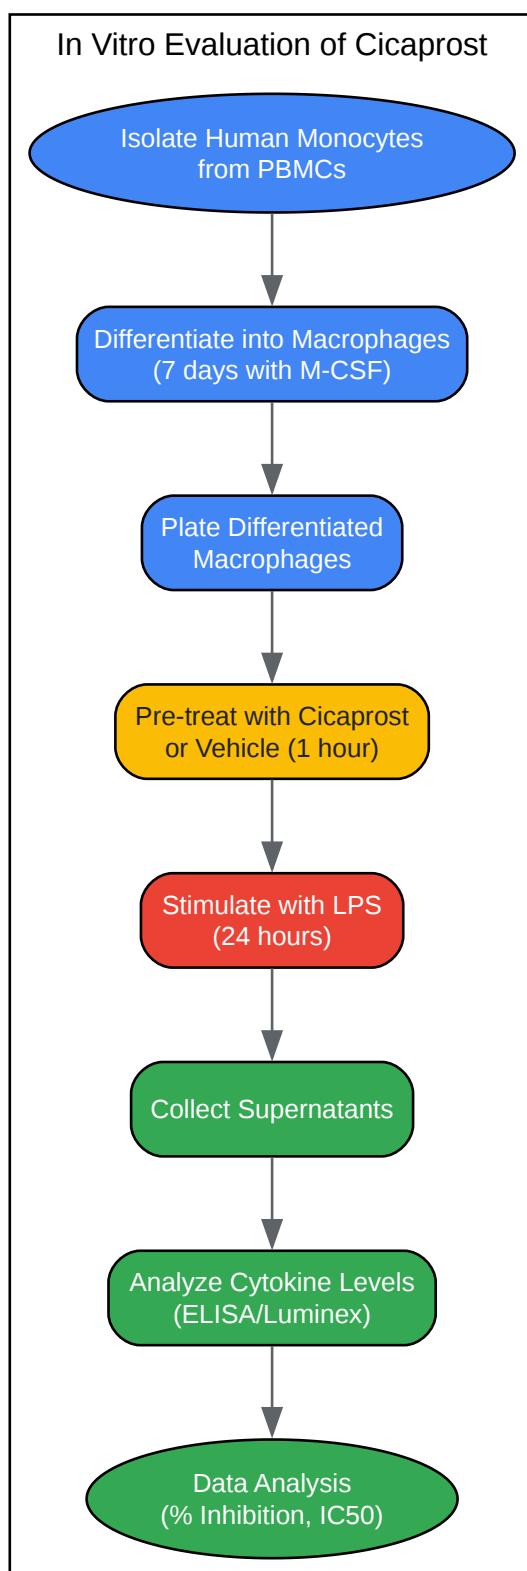 In Vitro Evaluation of Cicaprost
Isolate Human Monocytes
from PBMCs
Differentiate into Macrophages
(7 days with M-CSF)
Plate Differentiated
Macrophages
Pre-treat with Cicaprost
or Vehicle (1 hour)
Stimulate with LPS
(24 hours)
Collect Supernatants
Analyze Cytokine Levels
(ELISA/Luminex)
Data Analysis
(% Inhibition, IC50)